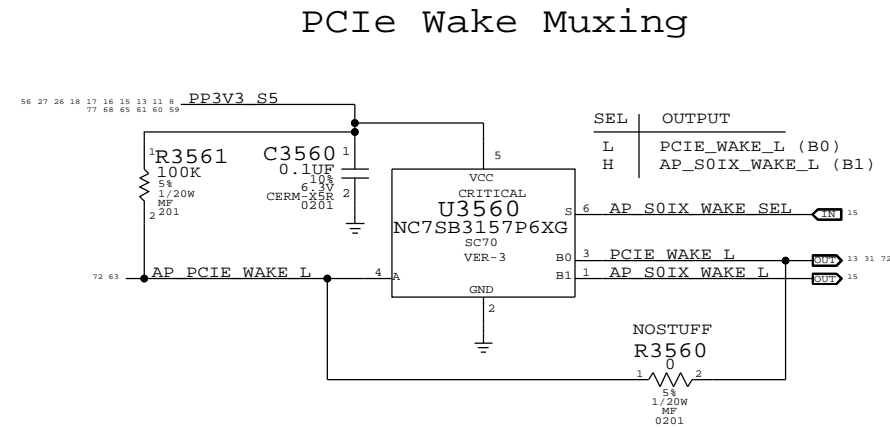 PCIe Wake Muxing
56 27 26 18 17 16 15 13 11 8
77 68 65 61 60 59
PP3V3_S5
SEL OUTPUT
L PCIE_WAKE_L (B0)
H AP_S0IX_WAKE_L (B1)
1
R3561
100K
5%
1/20W
MF
2 201
C3560 1
0.1UF
10%
6.3V 2
CERM-X5R
0201
5
VCC
CRITICAL
U3560
NC7SB3157P6XG
SC70
VER-3
S 6 AP_S0IX_WAKE_SEL IN 15
B0 3 PCIE_WAKE_L OUT 13 31 72
72 63 AP_PCIE_WAKE_L 4 A
B1 1 AP_S0IX_WAKE_L OUT 15
GND
2
NOSTUFF
R3560
0
1 2
5%
1/20W
MF
0201